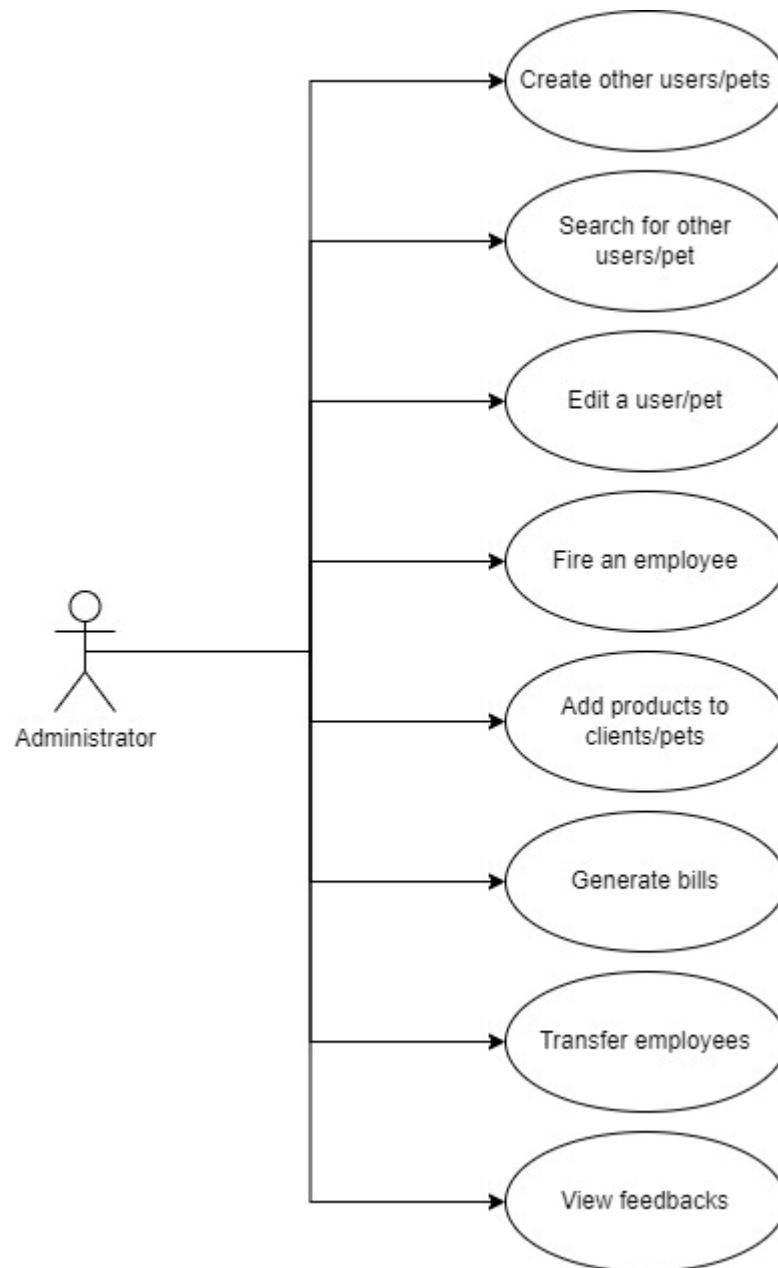 Create other users/pets
Search for other
users/pet
Edit a user/pet
Fire an employee
Administrator
Add products to
clients/pets
Generate bills
Transfer employees
View feedbacks